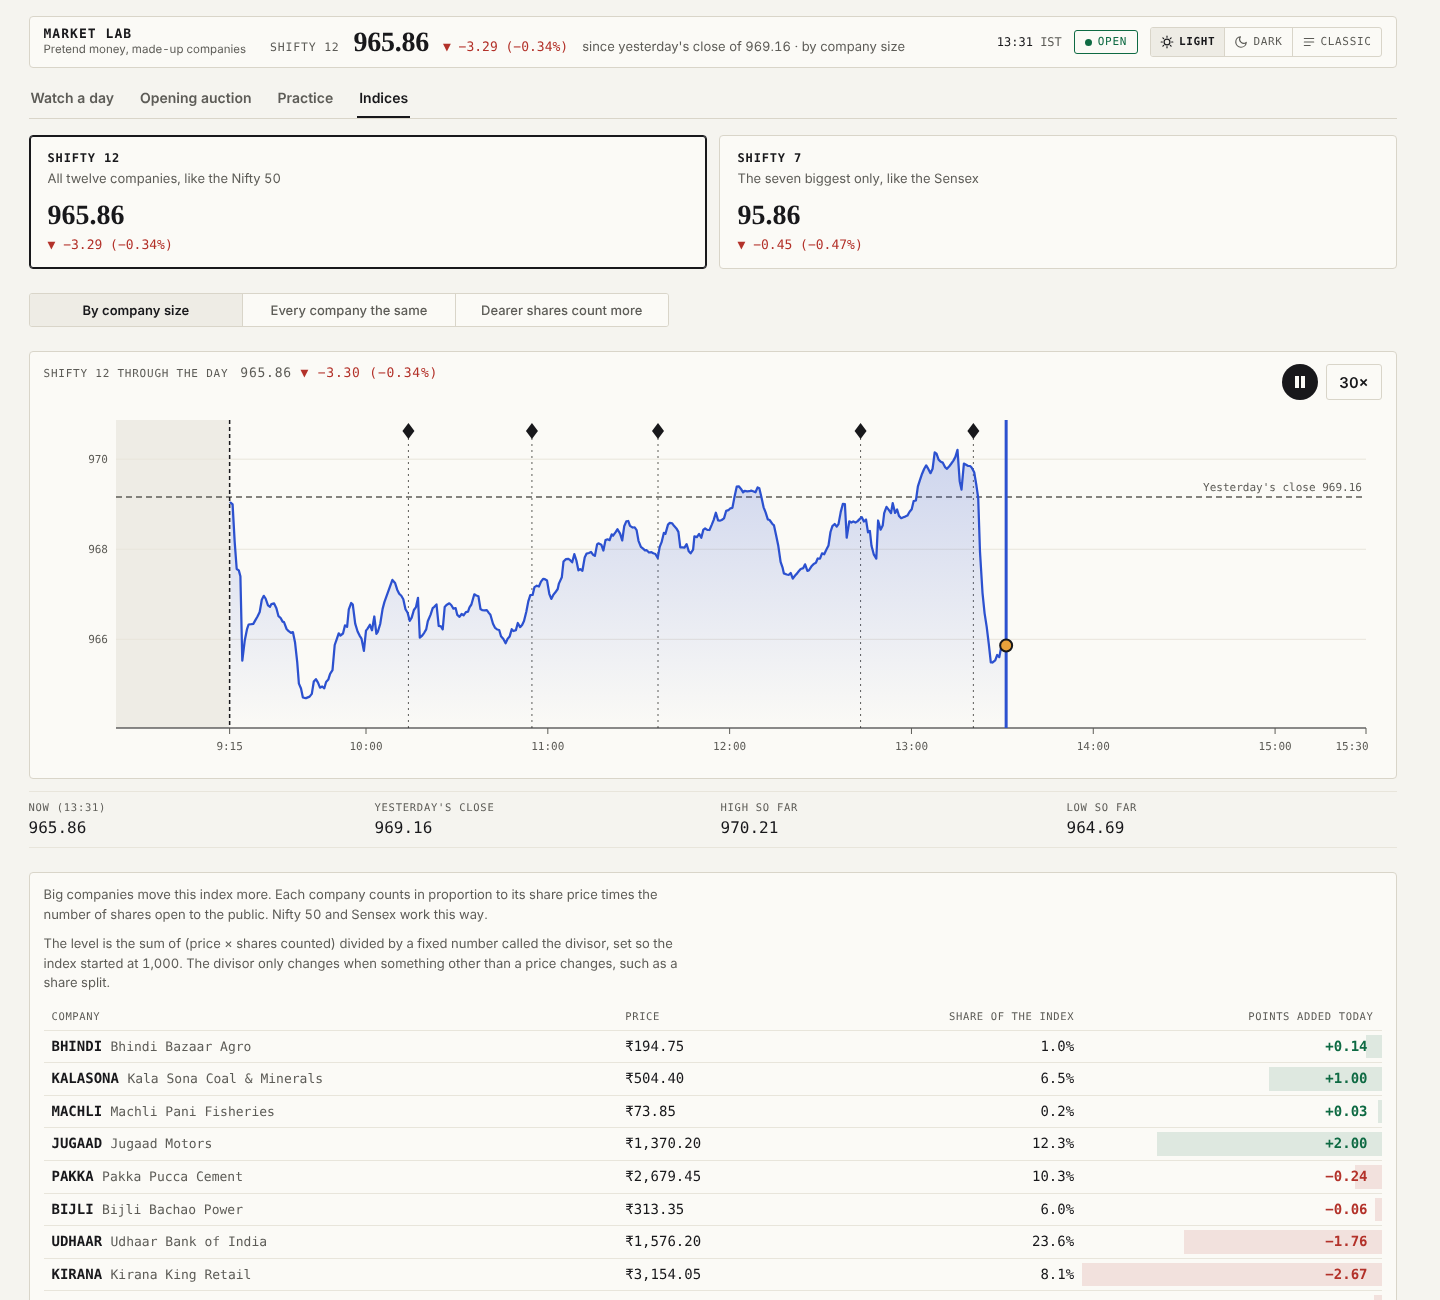 MARKET LAB
Pretend money, made-up companies
SHIFTY 12 965.86 ▼ −3.29 (−0.34%) since yesterday's close of 969.16 · by company size
13:31 IST
OPEN
LIGHT
DARK
CLASSIC
Watch a day
Opening auction
Practice
Indices
SHIFTY 12
All twelve companies, like the Nifty 50
965.86
▼ −3.29 (−0.34%)
SHIFTY 7
The seven biggest only, like the Sensex
95.86
▼ −0.45 (−0.47%)
By company size
Every company the same
Dearer shares count more
SHIFTY 12 THROUGH THE DAY 965.86 ▼ −3.30 (−0.34%)
30×
970
968
966
Yesterday's close 969.16
9:15
10:00
11:00
12:00
13:00
14:00
15:00
15:30
NOW (13:31)
965.86
YESTERDAY'S CLOSE
969.16
HIGH SO FAR
970.21
LOW SO FAR
964.69
Big companies move this index more. Each company counts in proportion to its share price times the
number of shares open to the public. Nifty 50 and Sensex work this way.
The level is the sum of (price × shares counted) divided by a fixed number called the divisor, set so the
index started at 1,000. The divisor only changes when something other than a price changes, such as a
share split.
COMPANY PRICE SHARE OF THE INDEX POINTS ADDED TODAY
BHINDI Bhindi Bazaar Agro ₹194.75 1.0% +0.14
KALASONA Kala Sona Coal & Minerals ₹504.40 6.5% +1.00
MACHLI Machli Pani Fisheries ₹73.85 0.2% +0.03
JUGAAD Jugaad Motors ₹1,370.20 12.3% +2.00
PAKKA Pakka Pucca Cement ₹2,679.45 10.3% −0.24
BIJLI Bijli Bachao Power ₹313.35 6.0% −0.06
UDHAAR Udhaar Bank of India ₹1,576.20 23.6% −1.76
KIRANA Kirana King Retail ₹3,154.05 8.1% −2.67